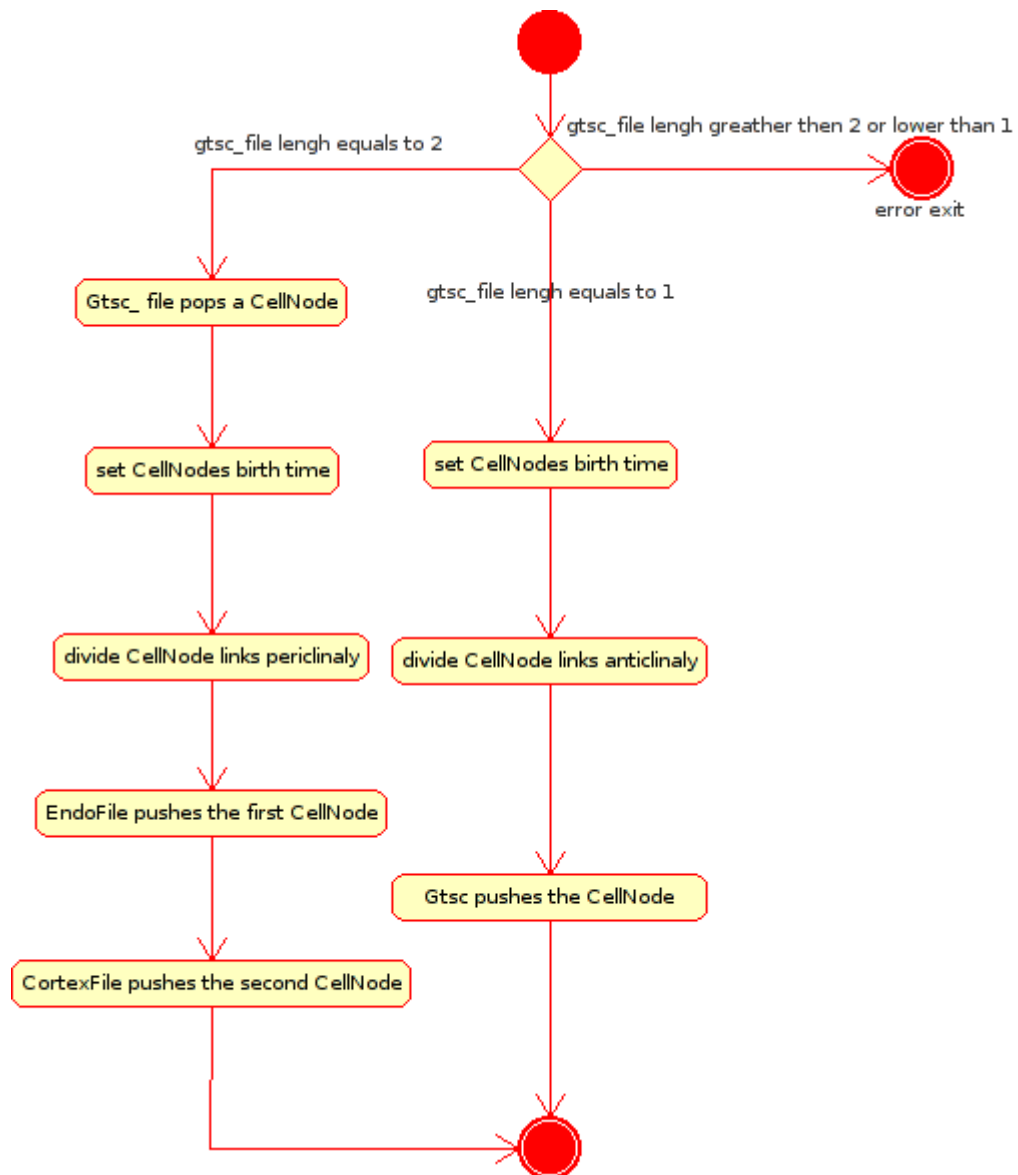 gtsc_file lengh greather then 2 or lower than 1
gtsc_file lengh equals to 2
error exit
Gtsc_ file pops a CellNode
gtsc_file lengh equals to 1
set CellNodes birth time
set CellNodes birth time
divide CellNode links periclinaly
divide CellNode links anticlinaly
EndoFile pushes the first CellNode
Gtsc pushes the CellNode
CortexFile pushes the second CellNode